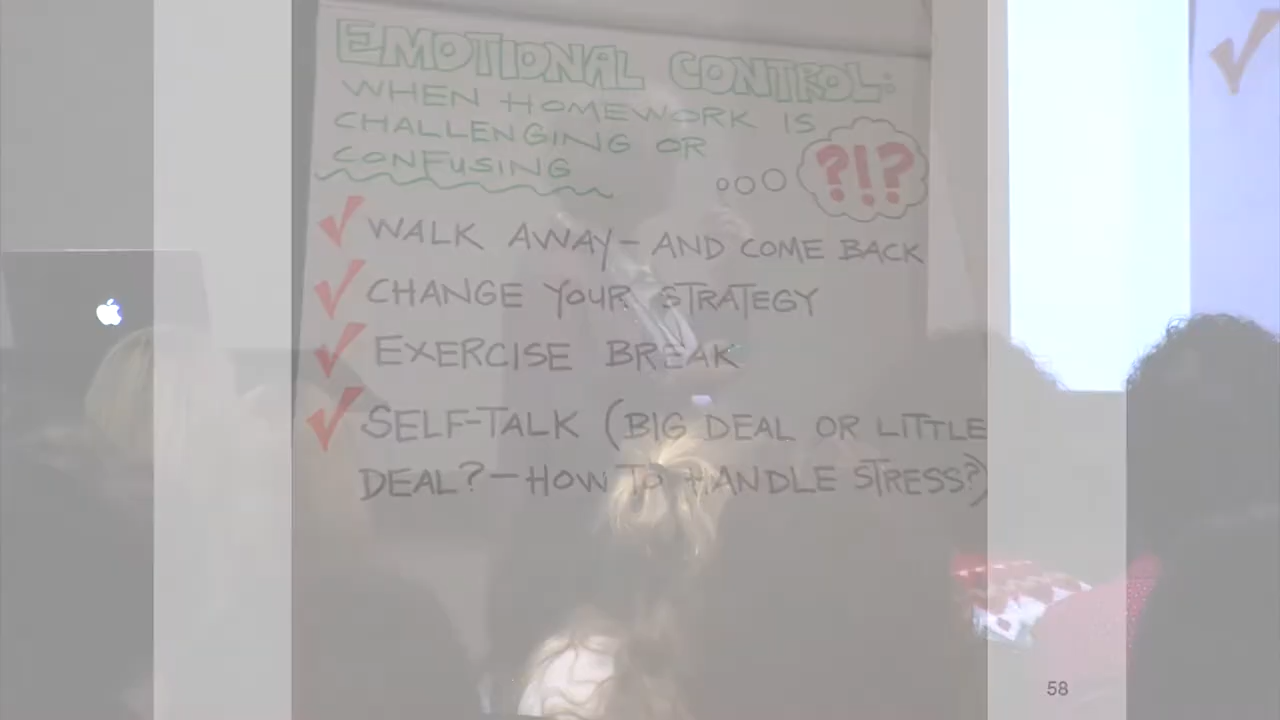 EMOTIONAL CONTROL:
WHEN HOMEWORK IS
CHALLENGING OR
CONFUSING
?!?
WALK AWAY - AND COME BACK
CHANGE YOUR STRATEGY
EXERCISE BREAK
SELF-TALK (BIG DEAL OR LITTLE
DEAL? - HOW TO HANDLE STRESS?)
58